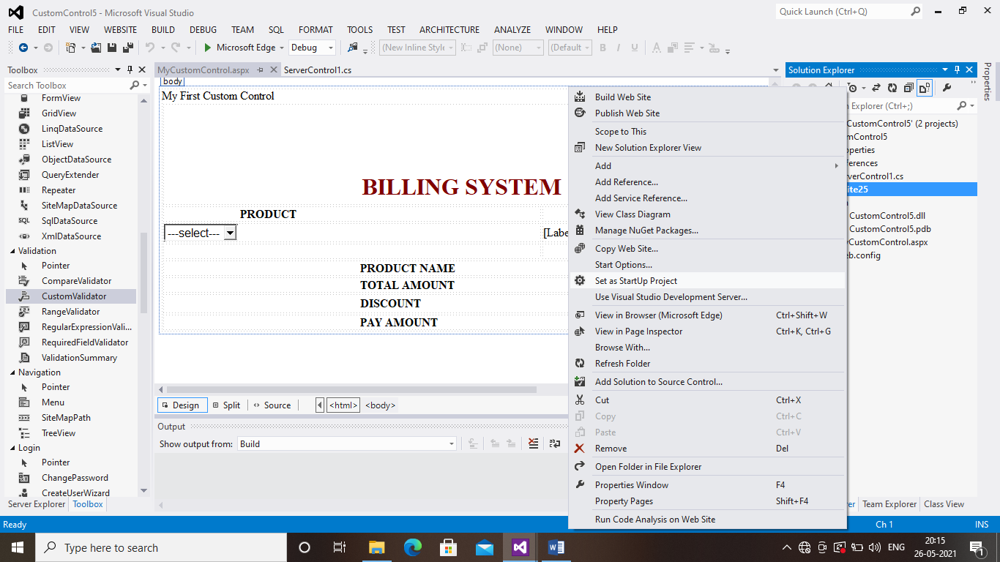 CustomControl5 - Microsoft Visual Studio
Quick Launch (Ctrl+Q)
FILE EDIT VIEW WEBSITE BUILD DEBUG TEAM SQL FORMAT TOOLS TEST ARCHITECTURE ANALYZE WINDOW HELP
Microsoft Edge Debug (New Inline Style (None) (Default B I U A
Toolbox
Search Toolbox
FormView
GridView
LinqDataSource
ListView
ObjectDataSource
QueryExtender
Repeater
SiteMapDataSource
SqlDataSource
XmlDataSource
Validation
Pointer
CompareValidator
CustomValidator
RangeValidator
RegularExpressionVali...
RequiredFieldValidator
ValidationSummary
Navigation
Pointer
Menu
SiteMapPath
TreeView
Login
Pointer
ChangePassword
CreateUserWizard
Server Explorer Toolbox
MyCustomControl.aspx ServerControl1.cs
body
My First Custom Control
BILLING SYSTEM
PRODUCT
---select---
[Labe
PRODUCT NAME
TOTAL AMOUNT
DISCOUNT
PAY AMOUNT
Design Split Source <html> <body>
Output
Show output from: Build
Build Web Site
Publish Web Site
Scope to This
New Solution Explorer View
Add
Add Reference...
Add Service Reference...
View Class Diagram
Manage NuGet Packages...
Copy Web Site...
Start Options...
Set as StartUp Project
Use Visual Studio Development Server...
View in Browser (Microsoft Edge) Ctrl+Shift+W
View in Page Inspector Ctrl+K, Ctrl+G
Browse With...
Refresh Folder
Add Solution to Source Control...
Cut Ctrl+X
Copy Ctrl+C
Paste Ctrl+V
Remove Del
Open Folder in File Explorer
Properties Window F4
Property Pages Shift+F4
Run Code Analysis on Web Site
Solution Explorer
n Explorer (Ctrl+;)
CustomControl5' (2 projects)
mControl5
perties
ferences
verControl1.cs
ite25
CustomControl5.dll
CustomControl5.pdb
yCustomControl.aspx
eb.config
er Team Explorer Class View
Properties
Ready Ch 1 INS
Type here to search
ENG
20:15
26-05-2021
1